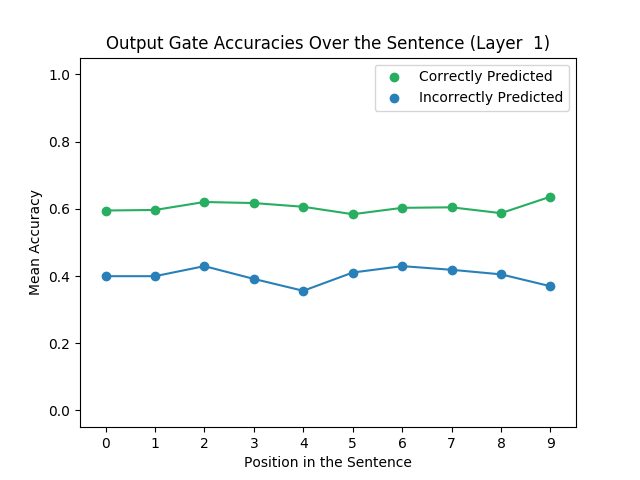 Output Gate Accuracies Over the Sentence (Layer  1)
Correctly Predicted
Incorrectly Predicted
1.0
0.8
0.6
0.4
0.2
0.0
Mean Accuracy
0 1 2 3 4 5 6 7 8 9
Position in the Sentence